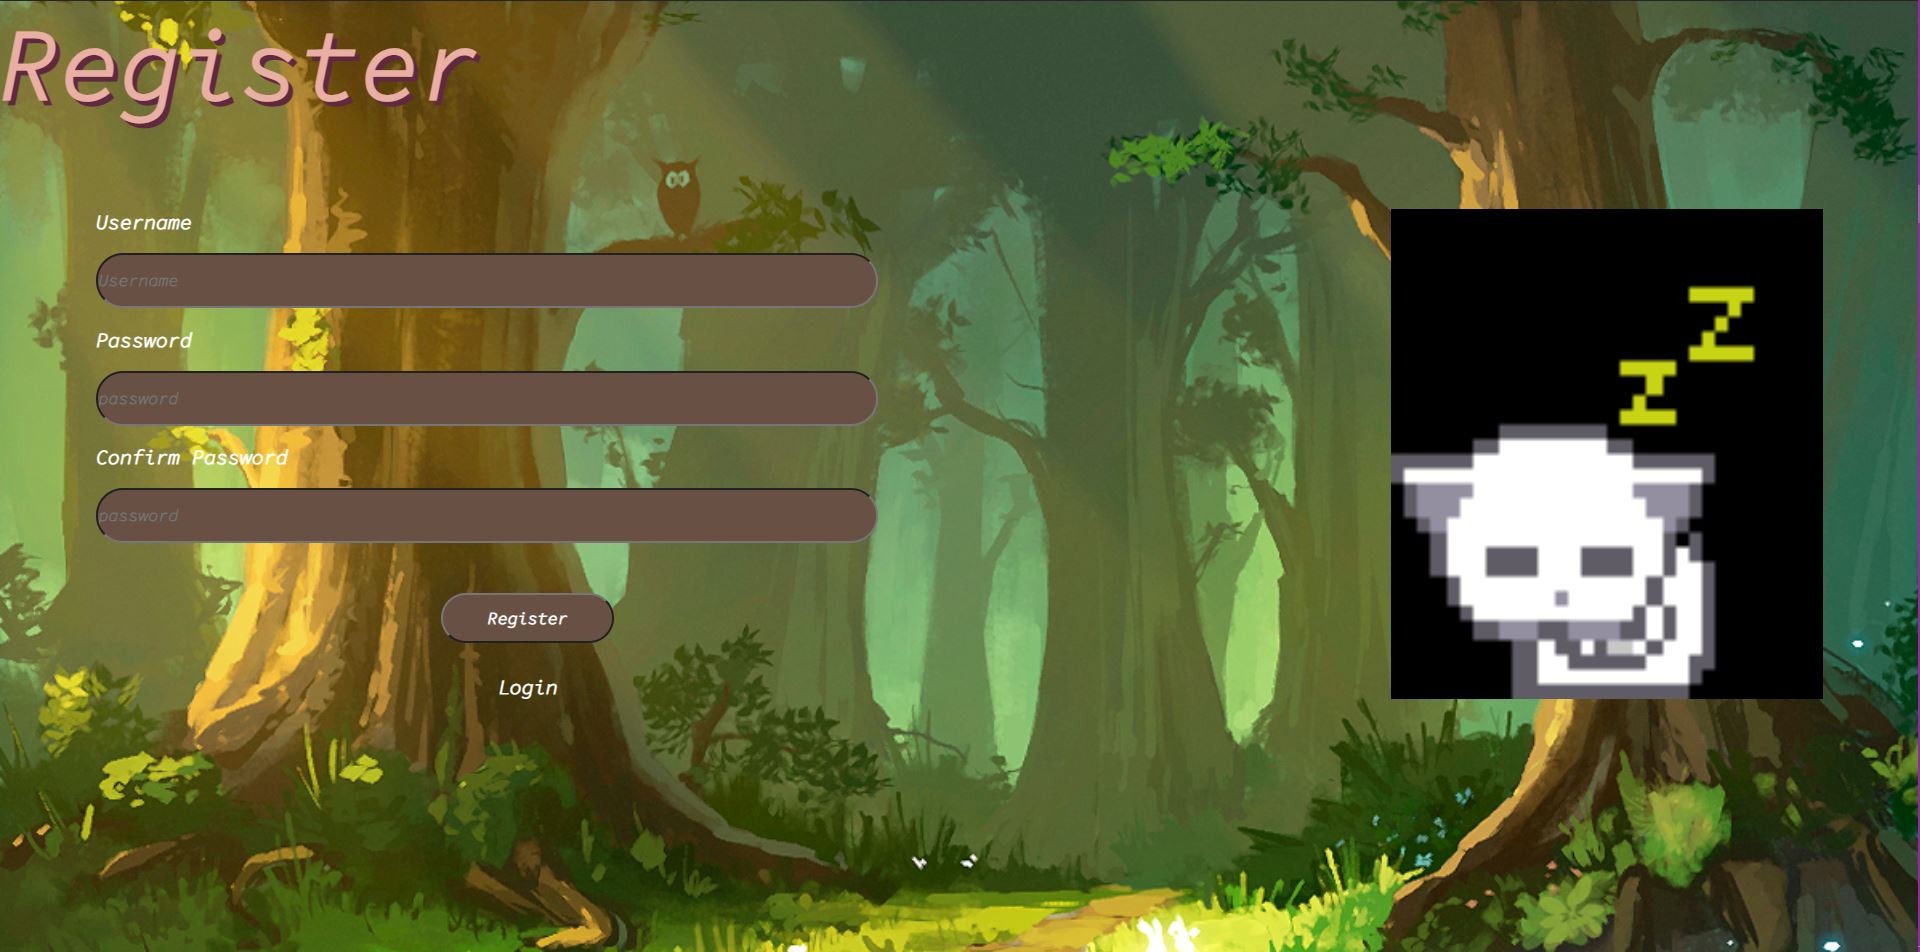 Register
Username
Username
Password
password
Confirm Password
password
Register
Login
Z
Z